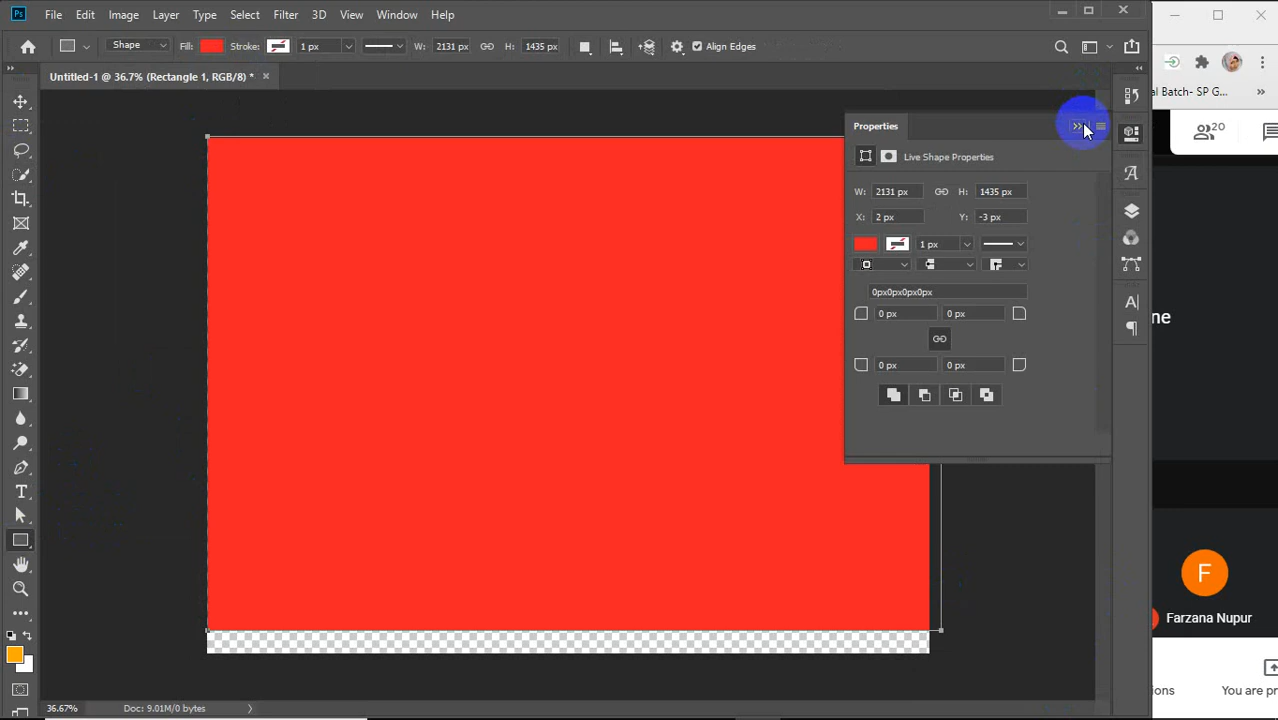 Ps File Edit Image Layer Type Select Filter 3D View Window Help
Shape Fill: Stroke: 1 px W: 2131 px H: 1435 px Align Edges
Untitled-1 @ 36.7% (Rectangle 1, RGB/8) *
al Batch- SP G...
20
Properties
Live Shape Properties
W: 2131 px H: 1435 px
X: 2 px Y: -3 px
1 px
0px0px0px0px
0 px 0 px
0 px 0 px
ne
F
Farzana Nupur
ions You are pr
36.67% Doc: 9.01M/0 bytes